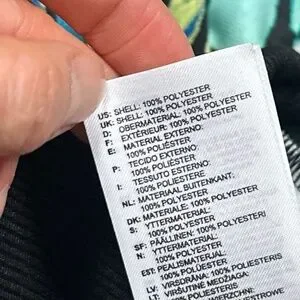 US: SHELL: 100% POLYESTER
UK: SHELL: 100% POLYESTER
D: OBERMATERIAL: 100% POLYESTER
F: EXTÉRIEUR: 100% POLYESTER
E: MATERIAL EXTERNO:
100% POLIÉSTER
P: TECIDO EXTERNO:
100% POLIÉSTER
I: TESSUTO ESTERNO:
100% POLIESTERE
NL: MATERIAAL BUITENKANT:
100% POLYESTER
DK: MATERIALE: 100% POLYESTER
S: YTTERMATERIAL:
100% POLYESTER
SF: PÄÄLLINEN: 100% POLYESTERI
N: YTTERMATERIAL:
100% POLYESTER
EST: PEALISMATERJAL:
100% POLÜESTER
LV: VIRSDRĀNA: 100%
LT: VIRŠUTINĖ MEDŽIAGA: